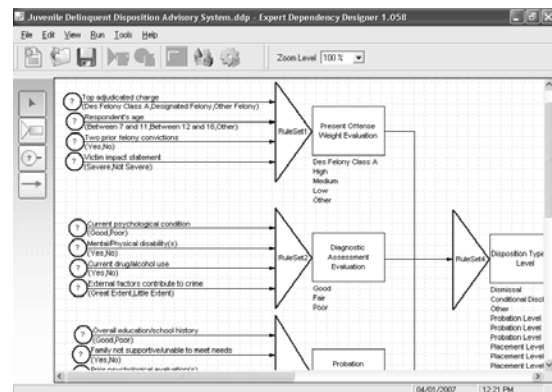 Juvenile Delinquent Disposition Advisory System.ddp - Expert Dependency Designer 1.058
File Edit View Run Tools Help
Zoom Level 100 %
? Top adjudicated charge
(Des Felony Class A,Designated Felony,Other Felony)
? Respondent's age
(Between 7 and 11,Between 12 and 16,Other)
? Two prior felony convictions
(Yes,No)
? Victim impact statement
(Severe,Not Severe)
RuleSet1
Present Offense
Weight Evaluation
Des Felony Class A
High
Medium
Low
Other
? Current psychological condition
(Good,Poor)
? Mental/Physical disability(s)
(Yes,No)
? Current drug/alcohol use
(Yes,No)
? External factors contribute to crime
(Great Extent,Little Extent)
RuleSet2
Diagnostic
Assessment
Evaluation
Good
Fair
Poor
RuleSet4
Disposition Type
Level
Dismissal
Conditional Discl
Other
Probation Level
Probation Level
Probation Level
Placement Level
Placement Level
Placement Level
? Overall education/school history
(Good,Poor)
? Family not supportive/unable to meet needs
(Yes,No)
Prior psychological evaluation(s)
Probation
04/01/2007 12:21 PM